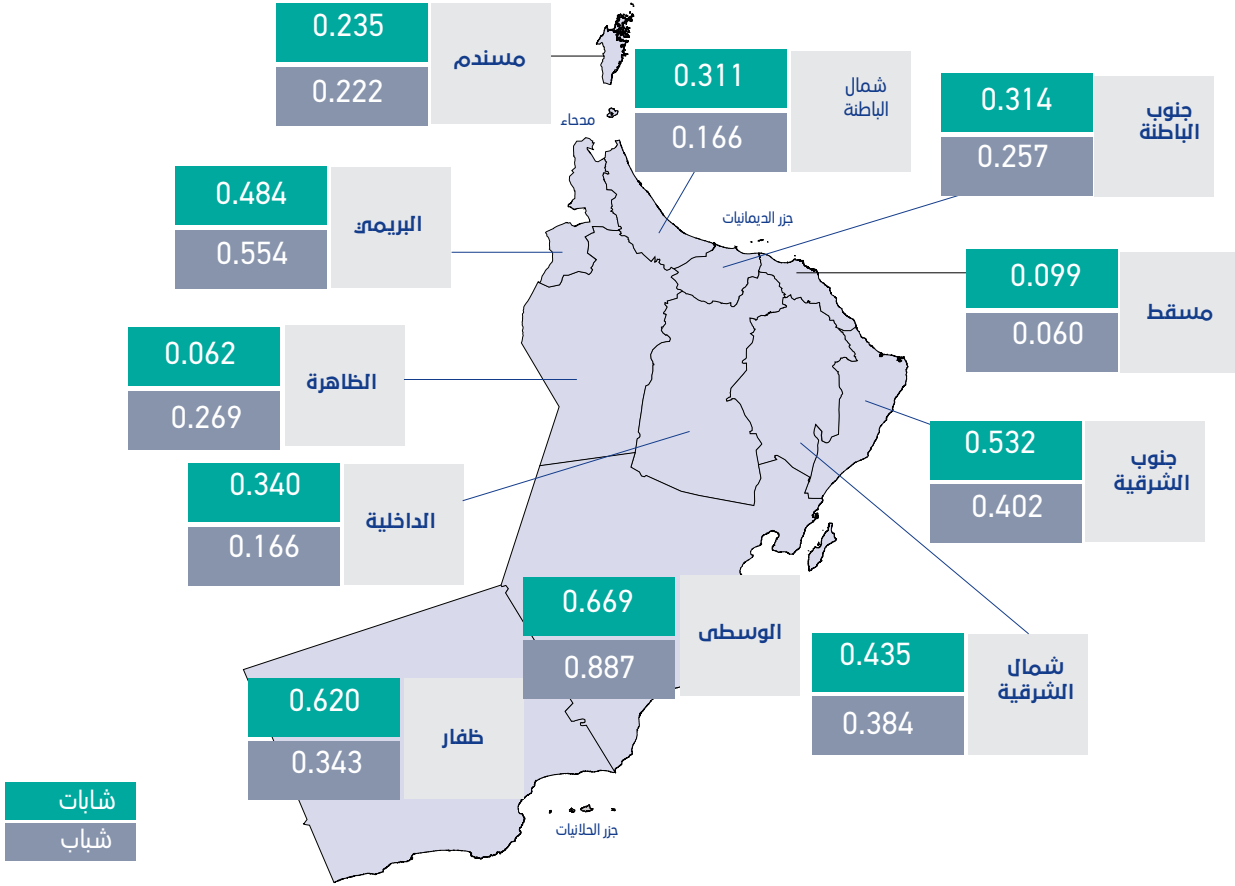 0.235
0.222
مسندم
0.311
0.166
شمال
الباطنة
0.314
0.257
جنوب
الباطنة
مدحاء
0.484
0.554
البريمي
جزر الديمانيات
0.099
0.060
مسقط
0.062
0.269
الظاهرة
0.532
0.402
جنوب
الشرقية
0.340
0.166
الداخلية
0.669
0.887
الوسطى
0.435
0.384
شمال
الشرقية
0.620
0.343
ظفار
شابات
شباب
جزر الحلانيات